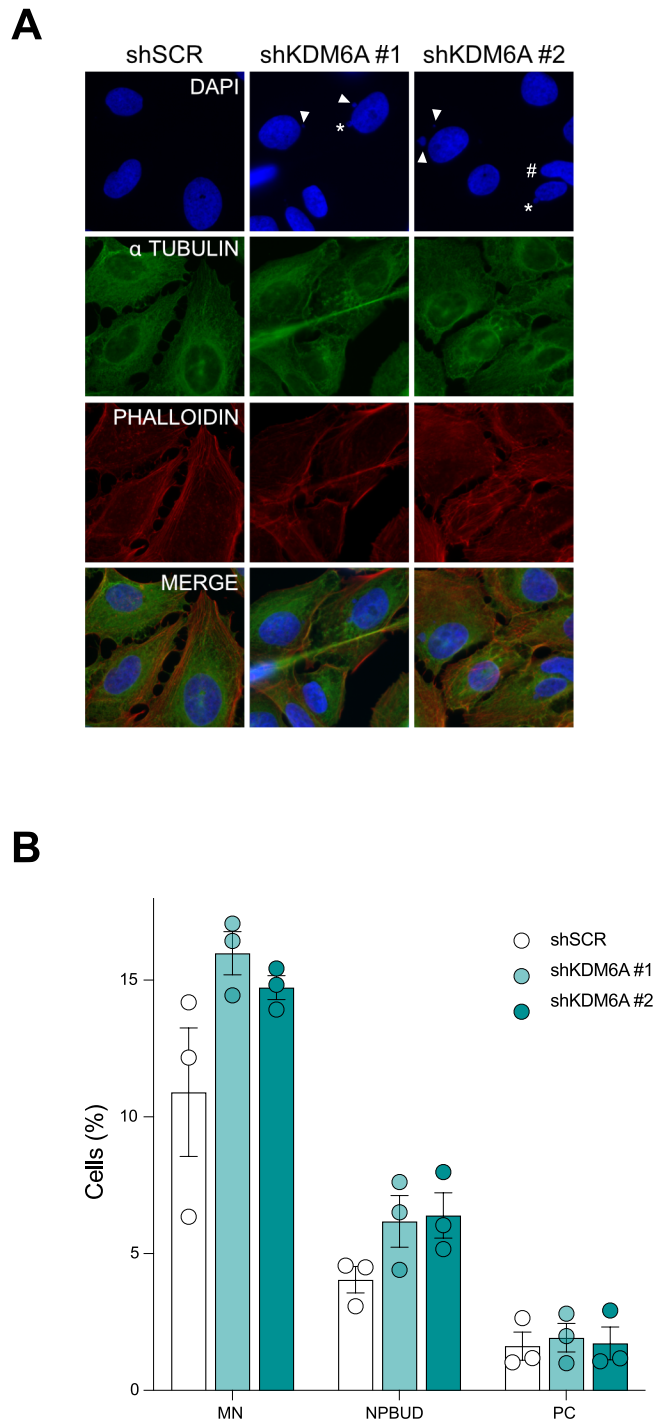 A
shSCR shKDM6A #1 shKDM6A #2
DAPI
*
#
*
α TUBULIN
PHALLOIDIN
MERGE
B
shSCR
shKDM6A #1
shKDM6A #2
Cells (%)
15
10
5
0
MN NPBUD PC